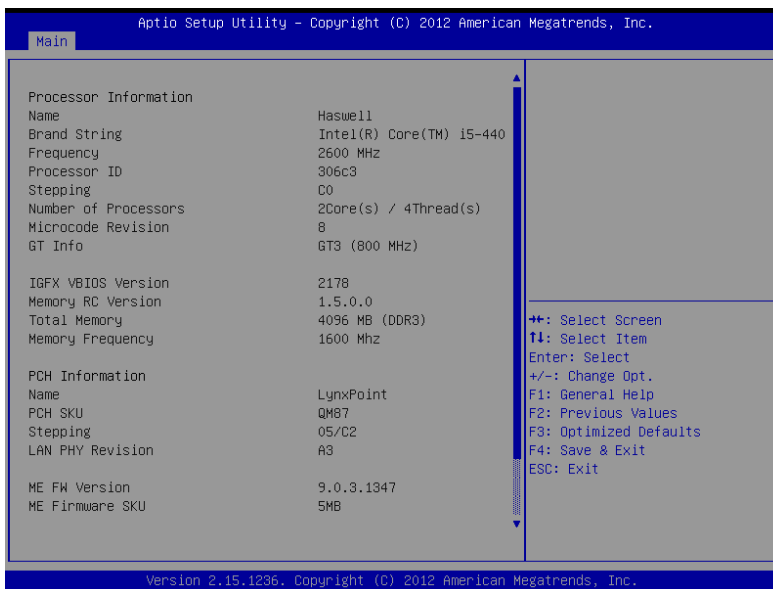 Aptio Setup Utility – Copyright (C) 2012 American Megatrends, Inc.
Main
Processor Information
Name Haswell
Brand String Intel(R) Core(TM) i5-440
Frequency 2600 MHz
Processor ID 306c3
Stepping C0
Number of Processors 2Core(s) / 4Thread(s)
Microcode Revision 8
GT Info GT3 (800 MHz)
IGFX VBIOS Version 2178
Memory RC Version 1.5.0.0
Total Memory 4096 MB (DDR3)
Memory Frequency 1600 Mhz
PCH Information
Name LynxPoint
PCH SKU QM87
Stepping 05/C2
LAN PHY Revision A3
ME FW Version 9.0.3.1347
ME Firmware SKU 5MB
→←: Select Screen
↑↓: Select Item
Enter: Select
+/-: Change Opt.
F1: General Help
F2: Previous Values
F3: Optimized Defaults
F4: Save & Exit
ESC: Exit
Version 2.15.1236. Copyright (C) 2012 American Megatrends, Inc.